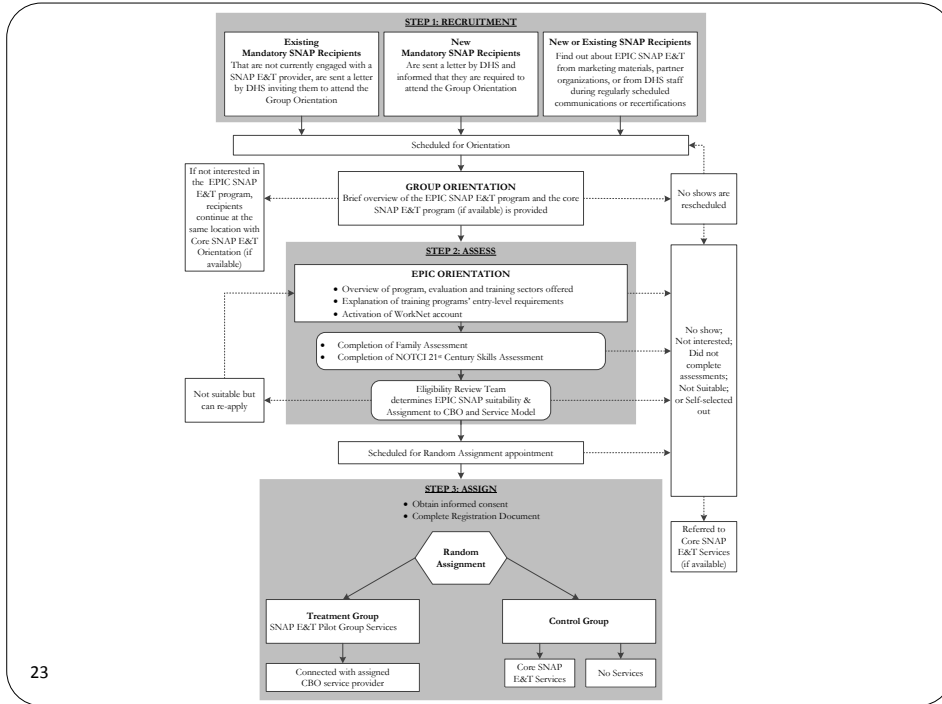 STEP 1: RECRUITMENT
Existing
Mandatory SNAP Recipients
That are not currently engaged with a
SNAP E&T provider, are sent a letter
by DHS inviting them to attend the
Group Orientation
New
Mandatory SNAP Recipients
Are sent a letter by DHS and
informed that they are required to
attend the Group Orientation
New or Existing SNAP Recipients
Find out about EPIC SNAP E&T
from marketing materials, partner
organizations, or from DHS staff
during regularly scheduled
communications or recertifications
Scheduled for Orientation
If not interested in
the EPIC SNAP
E&T program,
recipients
continue at the
same location with
Core SNAP E&T
Orientation (if
available)
GROUP ORIENTATION
Brief overview of the EPIC SNAP E&T program and the core
SNAP E&T program (if available) is provided
No shows are
rescheduled
STEP 2: ASSESS
EPIC ORIENTATION
• Overview of program, evaluation and training sectors offered
• Explanation of training programs' entry-level requirements
• Activation of WorkNet account
• Completion of Family Assessment
• Completion of NOTCI 21st Century Skills Assessment
Not suitable but
can re-apply
Eligibility Review Team
determines EPIC SNAP suitability &
Assignment to CBO and Service Model
No show;
Not interested;
Did not
complete
assessments;
Not Suitable;
or Self-selected
out
Scheduled for Random Assignment appointment
STEP 3: ASSIGN
• Obtain informed consent
• Complete Registration Document
Referred to
Core SNAP
E&T Services
(if available)
Random
Assignment
Treatment Group
SNAP E&T Pilot Group Services
Control Group
Connected with assigned
CBO service provider
Core SNAP
E&T Services
No Services
23